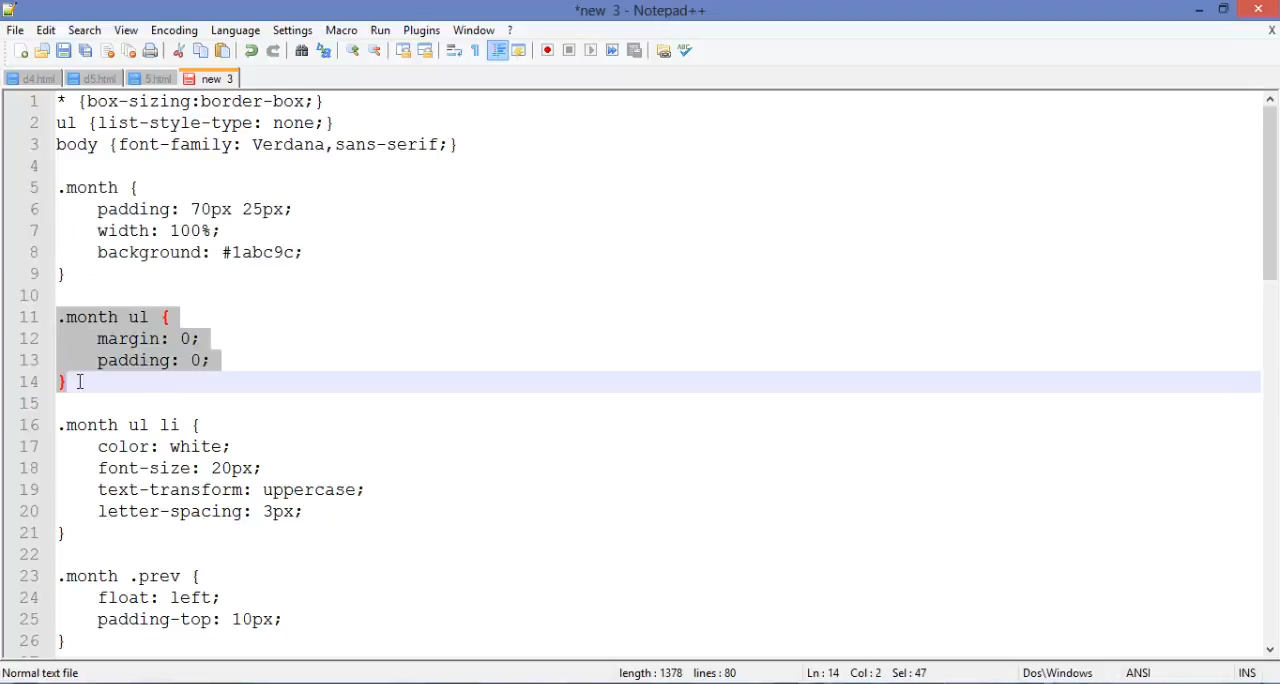 *new  3 - Notepad++
File Edit Search View Encoding Language Settings Macro Run Plugins Window ? X
d4.html d5.html 5.html new  3
1 * {box-sizing:border-box;}
2 ul {list-style-type: none;}
3 body {font-family: Verdana,sans-serif;}
4
5 .month {
6     padding: 70px 25px;
7     width: 100%;
8     background: #1abc9c;
9 }
10
11 .month ul {
12     margin: 0;
13     padding: 0;
14 }
15
16 .month ul li {
17     color: white;
18     font-size: 20px;
19     text-transform: uppercase;
20     letter-spacing: 3px;
21 }
22
23 .month .prev {
24     float: left;
25     padding-top: 10px;
26 }
Normal text file length : 1378 lines : 80 Ln : 14 Col : 2 Sel : 47 Dos\Windows ANSI INS